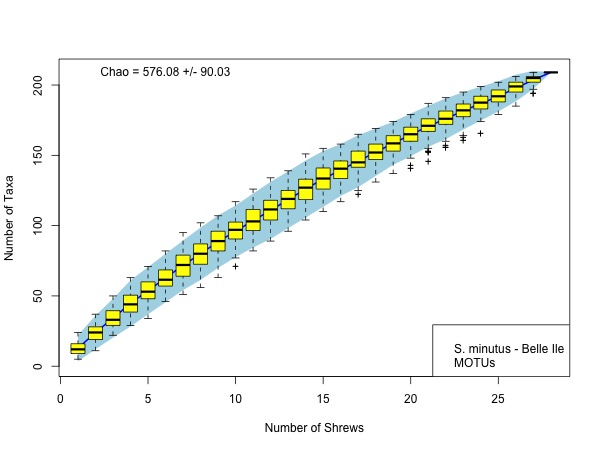 Chao = 576.08 +/- 90.03
200
150
100
50
0
Number of Taxa
S. minutus - Belle Ile
MOTUs
0 5 10 15 20 25
Number of Shrews